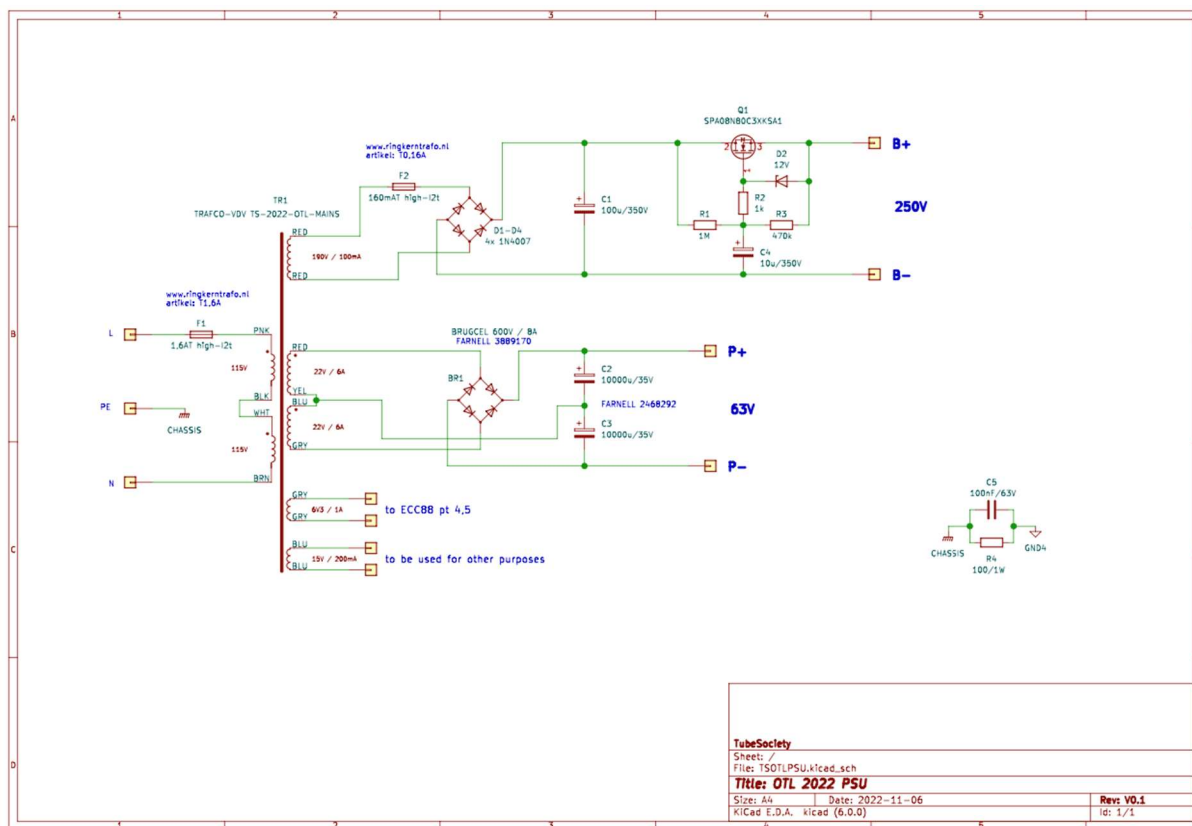 1 2 3 4 5
A
B
C
D
Q1
SPA08N80C3XKSA1
2 3
B+
D2
12V
R2
1k
250V
R1
1M
R3
470k
C4
10u/350V
B-
www.ringkerntrafo.nl
artikel: T0,16A
F2
160mAT high-I2t
C1
100u/350V
D1-D4
4x 1N4007
TR1
TRAFCO-VDV TS-2022-OTL-MAINS
RED
190V / 100mA
RED
www.ringkerntrafo.nl
artikel: T1,6A
F1
1,6AT high-I2t
L
PNK
115V
BLK
WHT
115V
BRN
PE
CHASSIS
N
RED
22V / 6A
YEL
BLU
22V / 6A
GRY
BRUGCEL 600V / 8A
FARNELL 3889170
BR1
P+
C2
10000u/35V
FARNELL 2468292
63V
C3
10000u/35V
P-
GRY
6V3 / 1A
GRY
to ECC88 pt 4,5
BLU
15V / 200mA
BLU
to be used for other purposes
C5
100nF/63V
CHASSIS
GND4
R4
100/1W
TubeSociety
Sheet: /
File: TSOTLPSU.kicad_sch
Title: OTL 2022 PSU
Size: A4 Date: 2022-11-06 Rev: V0.1
KiCad E.D.A. kicad (6.0.0) Id: 1/1
1 2 3 4 5